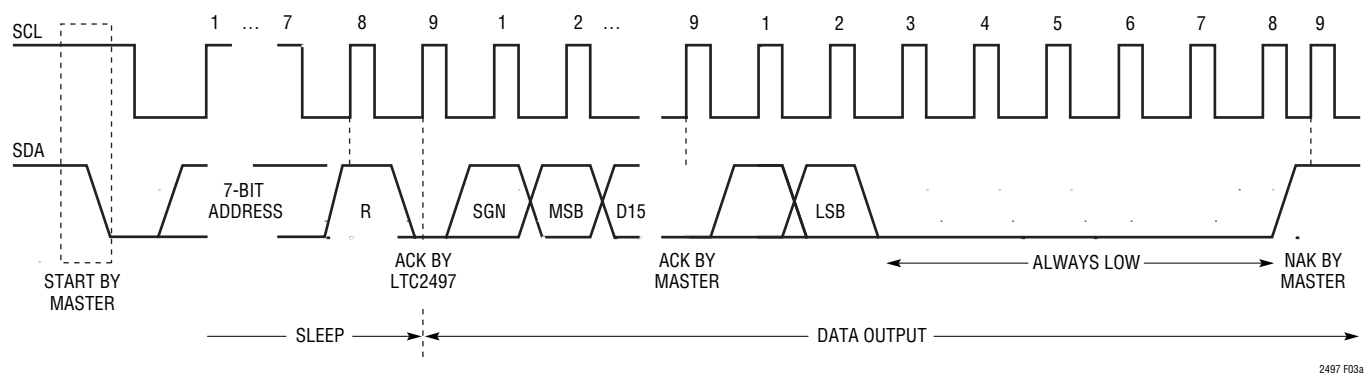 SCL
1 … 7 8 9 1 2 … 9 1 2 3 4 5 6 7 8 9
SDA
7-BIT
ADDRESS
R
SGN
MSB
D15
LSB
START BY
MASTER
ACK BY
LTC2497
ACK BY
MASTER
ALWAYS LOW
NAK BY
MASTER
SLEEP
DATA OUTPUT
2497 F03a